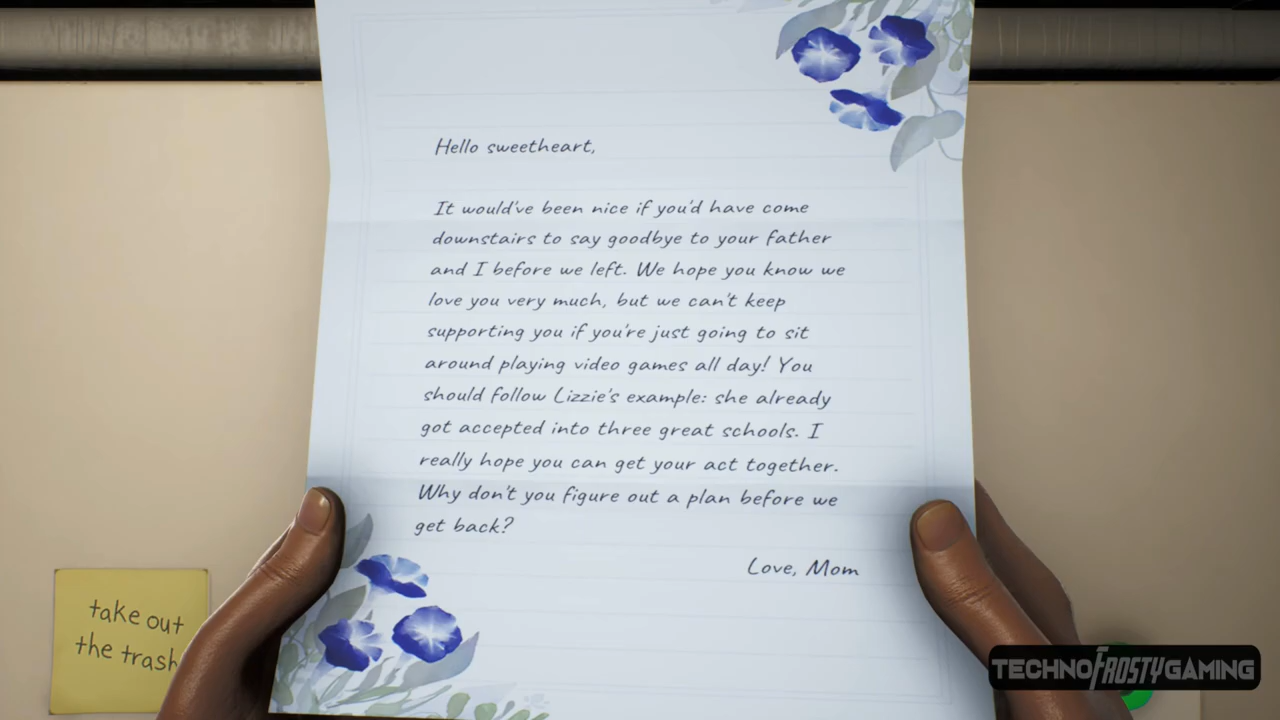 Hello sweetheart,
It would've been nice if you'd have come
downstairs to say goodbye to your father
and I before we left. We hope you know we
love you very much, but we can't keep
supporting you if you're just going to sit
around playing video games all day! You
should follow Lizzie's example: she already
got accepted into three great schools. I
really hope you can get your act together.
Why don't you figure out a plan before we
get back?
Love, Mom
take out
the trash
TECHNOFROSTYGAMING